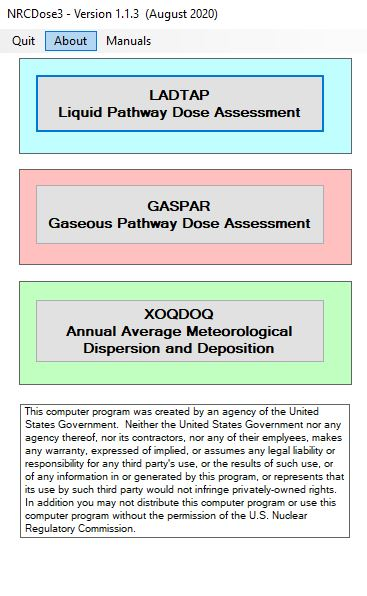 NRCDose3 - Version 1.1.3  (August 2020)
Quit About Manuals
LADTAP
Liquid Pathway Dose Assessment
GASPAR
Gaseous Pathway Dose Assessment
XOQDOQ
Annual Average Meteorological
Dispersion and Deposition
This computer program was created by an agency of the United
States Government.  Neither the United States Government nor any
agency thereof, nor its contractors, nor any of their emplyees, makes
any warranty, expressed of implied, or assumes any legal liability or
responsibility for any third party's use, or the results of such use, or
of any information in or generated by this program, or represents that
its use by such third party would not infringe privately-owned rights.
In addition you may not distribute this computer program or use this
computer program without the permission of the U.S. Nuclear
Regulatory Commission.